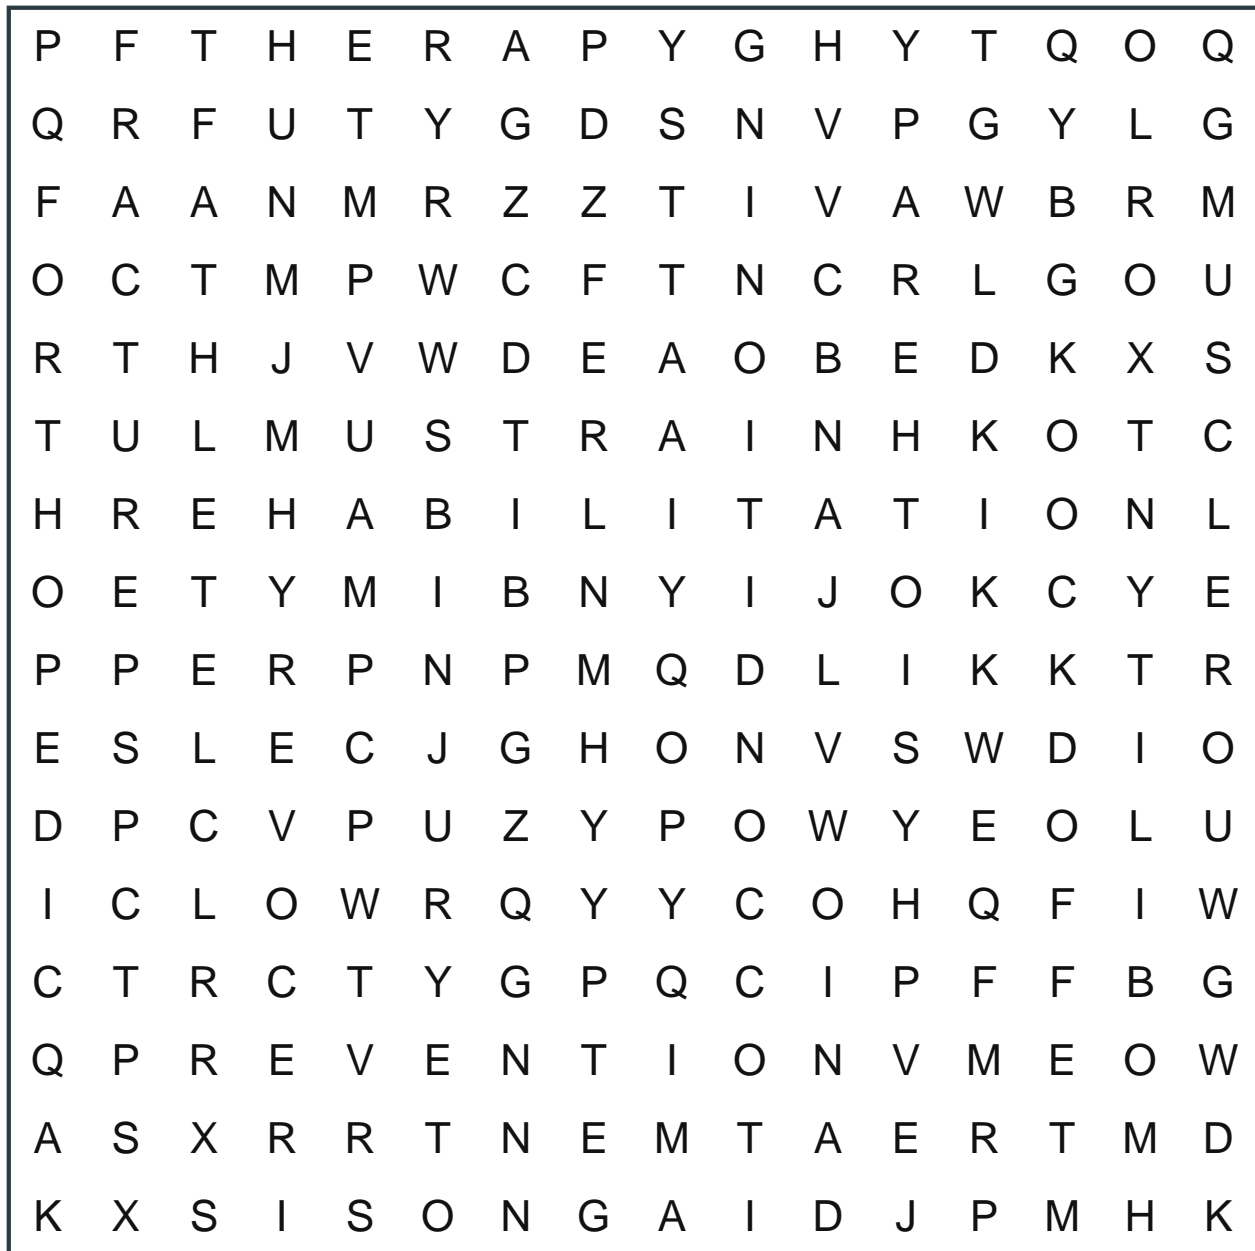 P F T H E R A P Y G H Y T Q O Q
Q R F U T Y G D S N V P G Y L G
F A A N M R Z Z T I V A W B R M
O C T M P W C F T N C R L G O U
R T H J V W D E A O B E D K X S
T U L M U S T R A I N H K O T C
H R E H A B I L I T A T I O N L
O E T Y M I B N Y I J O K C Y E
P P E R P N P M Q D L I K K T R
E S L E C J G H O N V S W D I O
D P C V P U Z Y P O W Y E O L U
I C L O W R Q Y Y C O H Q F I W
C T R C T Y G P Q C I P F F B G
Q P R E V E N T I O N V M E O W
A S X R R T N E M T A E R T M D
K X S I S O N G A I D J P M H K